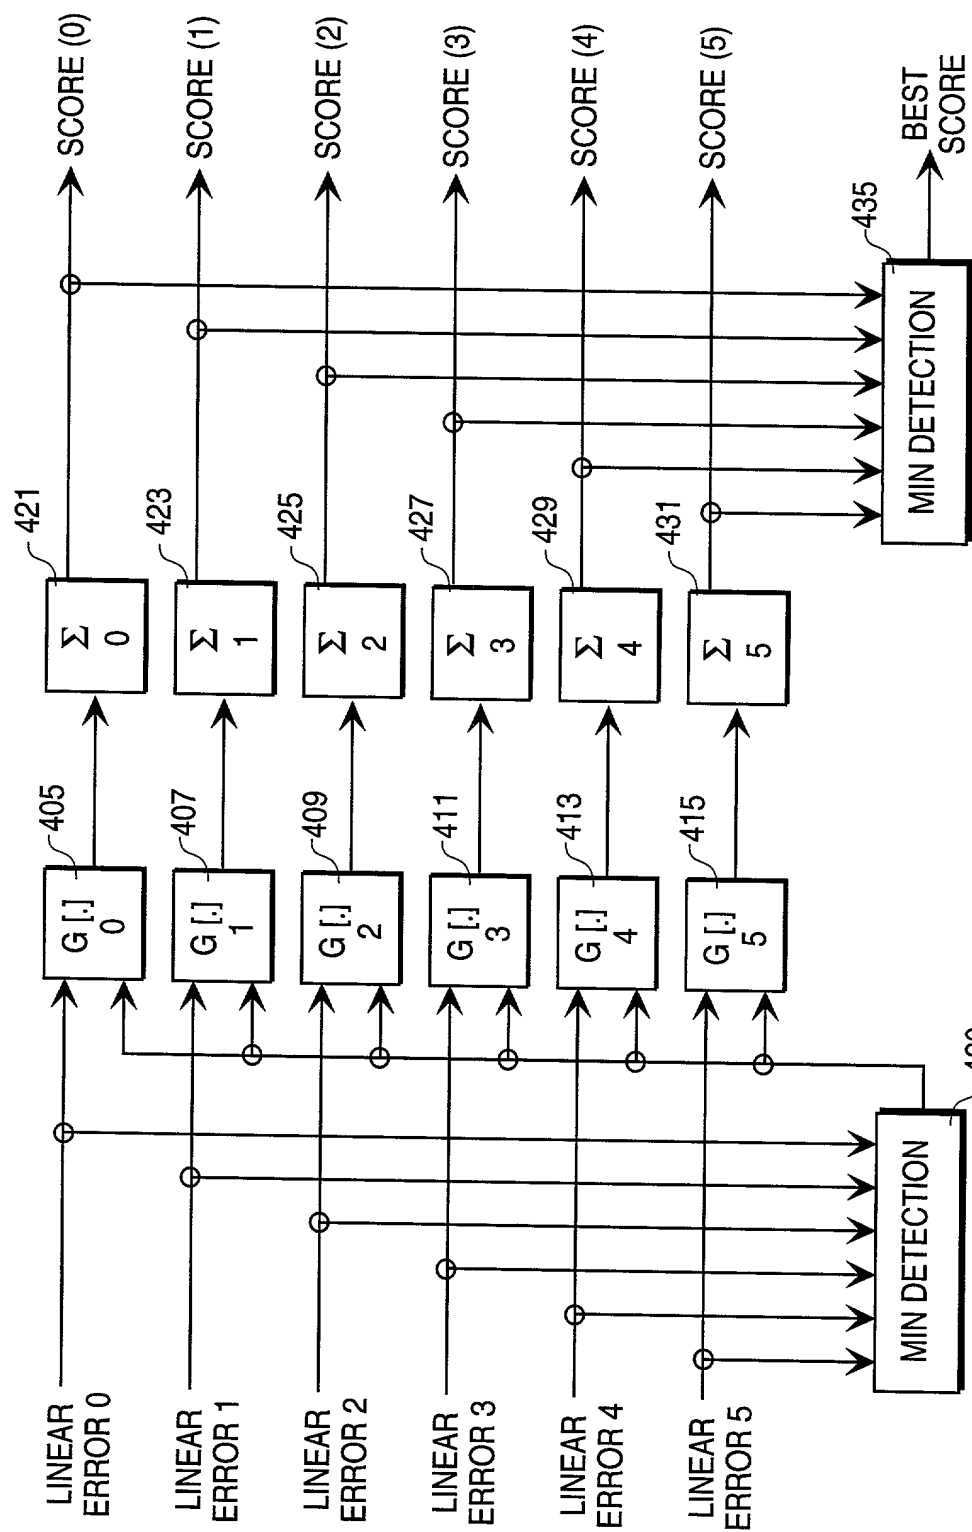 LINEAR
ERROR 0
LINEAR
ERROR 1
LINEAR
ERROR 2
LINEAR
ERROR 3
LINEAR
ERROR 4
LINEAR
ERROR 5
MIN DETECTION
405
G [.]
0
407
G [.]
1
409
G [.]
2
411
G [.]
3
413
G [.]
4
415
G [.]
5
421
Σ
0
423
Σ
1
425
Σ
2
427
Σ
3
429
Σ
4
431
Σ
5
SCORE (0)
SCORE (1)
SCORE (2)
SCORE (3)
SCORE (4)
SCORE (5)
435
MIN DETECTION
BEST
SCORE